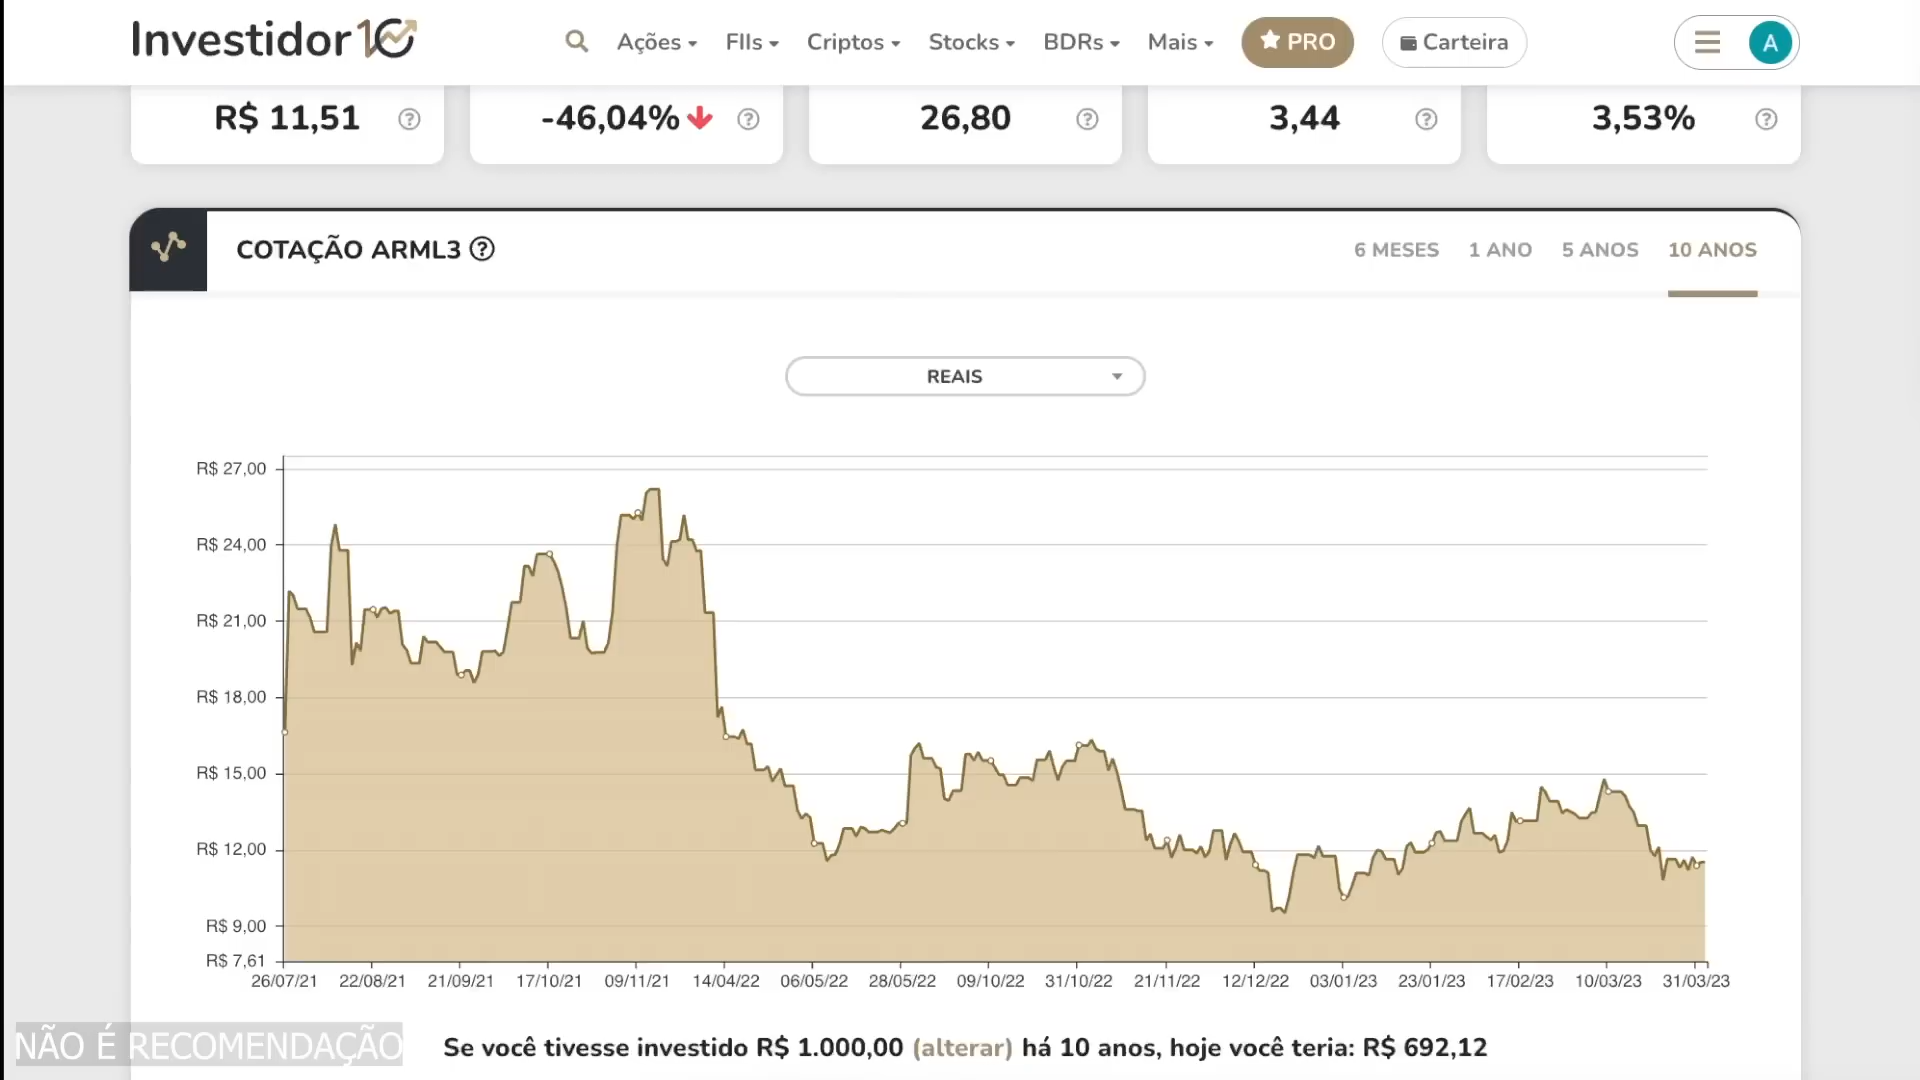 Investidor10 Ações FIIs Criptos Stocks BDRs Mais PRO Carteira A
R$ 11,51 -46,04% 26,80 3,44 3,53%
COTAÇÃO ARML3 6 MESES 1 ANO 5 ANOS 10 ANOS
REAIS
R$ 27,00
R$ 24,00
R$ 21,00
R$ 18,00
R$ 15,00
R$ 12,00
R$ 9,00
R$ 7,61
26/07/21 22/08/21 21/09/21 17/10/21 09/11/21 14/04/22 06/05/22 28/05/22 09/10/22 31/10/22 21/11/22 12/12/22 03/01/23 23/01/23 17/02/23 10/03/23 31/03/23
NÃO É RECOMENDAÇÃO
Se você tivesse investido R$ 1.000,00 (alterar) há 10 anos, hoje você teria: R$ 692,12